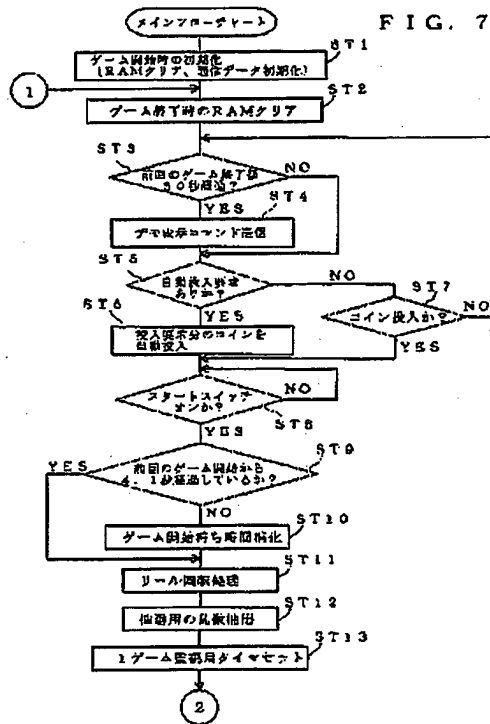 FIG. 7
メインフローチャート
ST1
ゲーム開始時の初期化
(RAMクリア、通信データ初期化)
1
ST2
ゲーム終了時のRAMクリア
ST3
前回のゲーム終了後
30秒経過?
NO
YES
ST4
デモ表示コマンド送信
ST5
自動投入要求
ありか?
NO
YES
ST6
投入要求分のコインを
自動投入
ST7
コイン投入か?
NO
YES
スタートスイッチ
オンか?
NO
ST8
YES
ST9
前回のゲーム開始から
4.1秒経過しているか?
YES
NO
ST10
ゲーム開始待ち時間消化
ST11
リール回転処理
ST12
抽選用の乱数抽出
ST13
1ゲーム監視用タイマセット
2